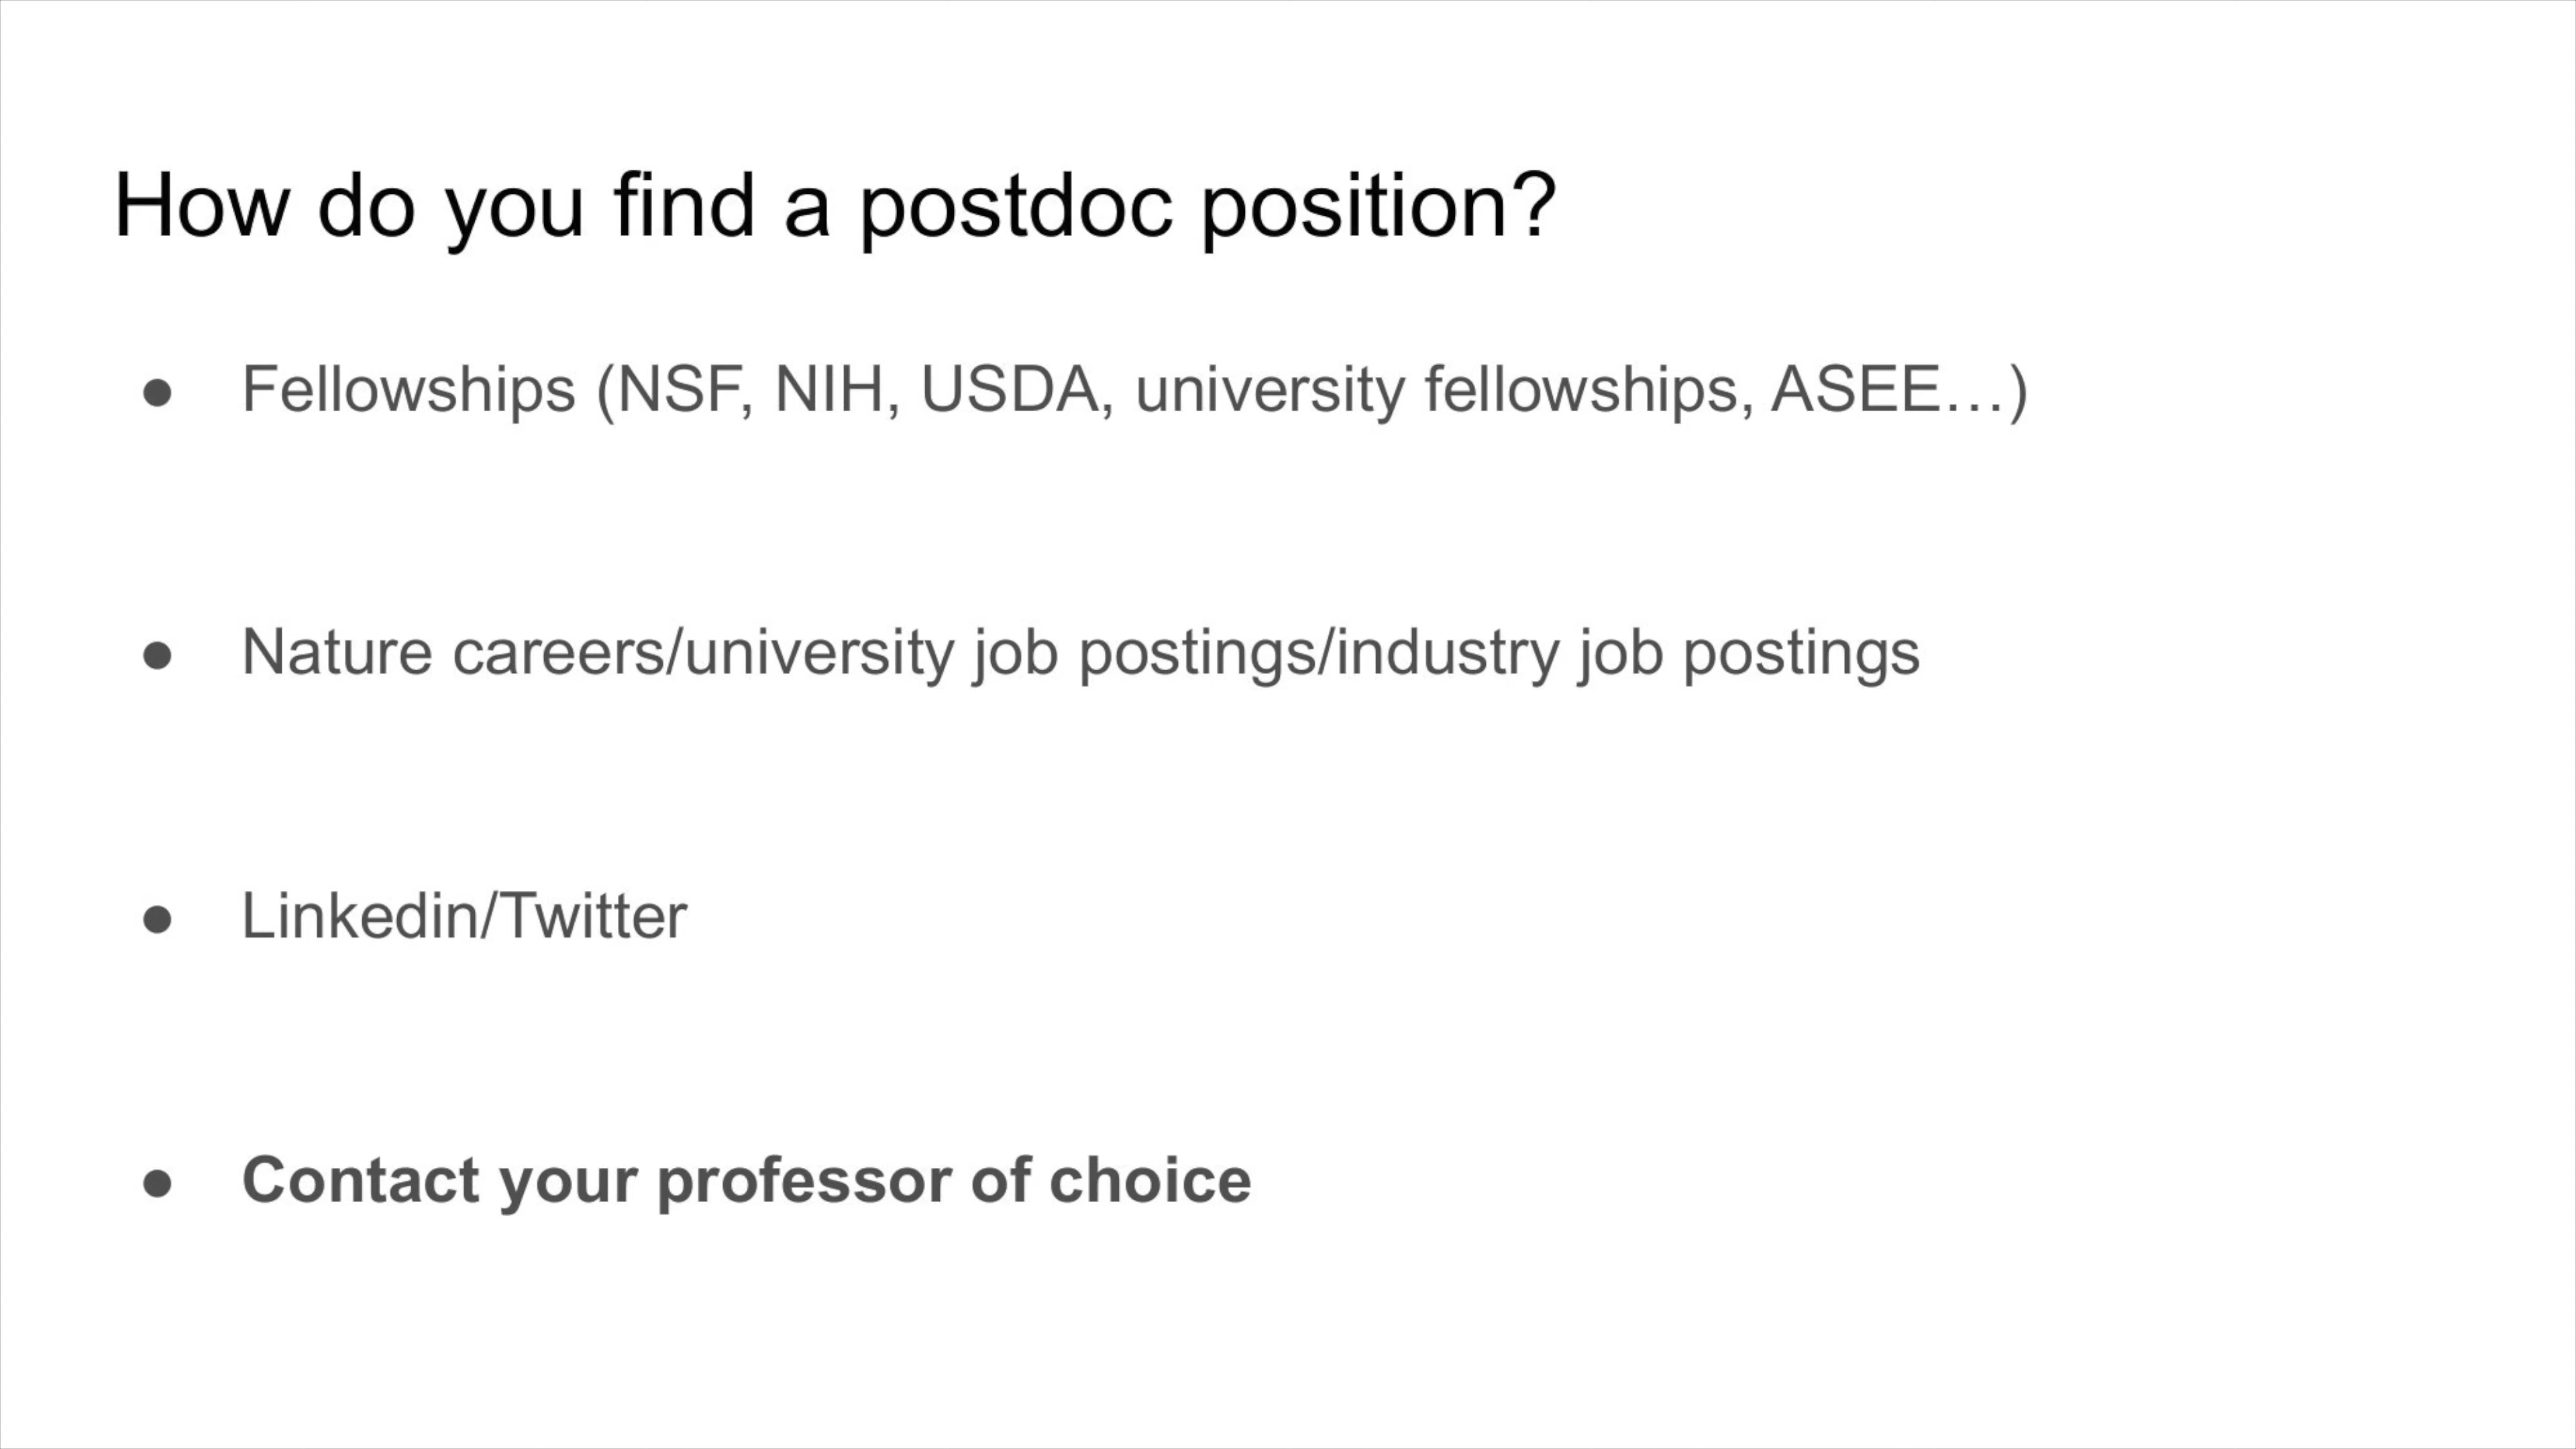 How do you find a postdoc position?
● Fellowships (NSF, NIH, USDA, university fellowships, ASEE…)
● Nature careers/university job postings/industry job postings
● Linkedin/Twitter
● Contact your professor of choice